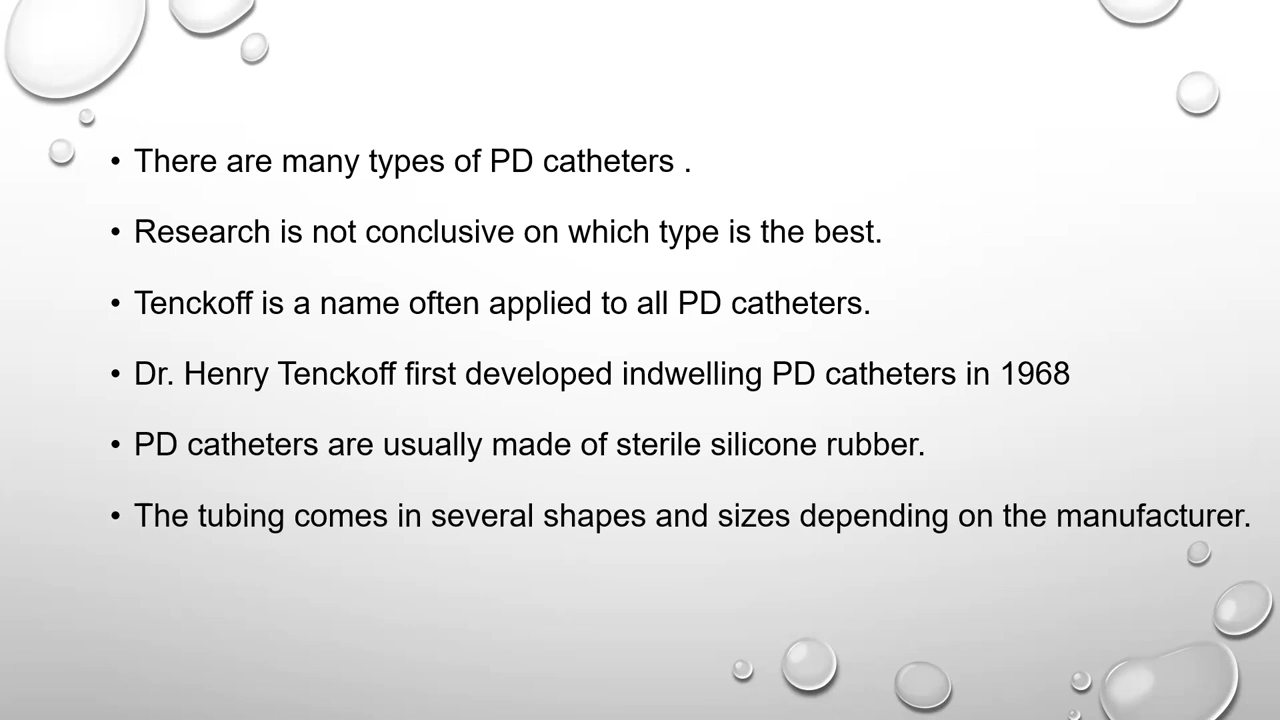 • There are many types of PD catheters .
• Research is not conclusive on which type is the best.
• Tenckoff is a name often applied to all PD catheters.
• Dr. Henry Tenckoff first developed indwelling PD catheters in 1968
• PD catheters are usually made of sterile silicone rubber.
• The tubing comes in several shapes and sizes depending on the manufacturer.